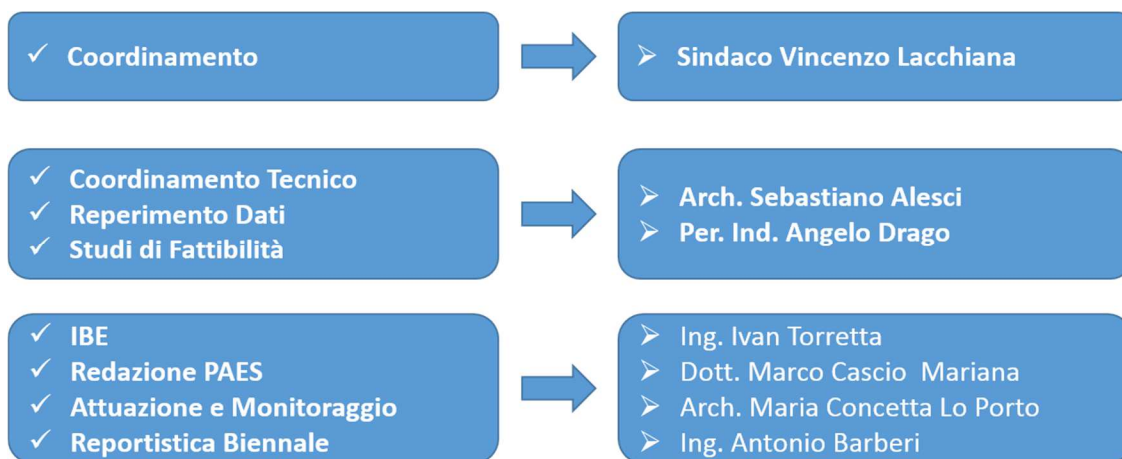 Coordinamento
Sindaco Vincenzo Lacchiana
Coordinamento Tecnico
Reperimento Dati
Studi di Fattibilità
Arch. Sebastiano Alesci
Per. Ind. Angelo Drago
IBE
Redazione PAES
Attuazione e Monitoraggio
Reportistica Biennale
Ing. Ivan Torretta
Dott. Marco Cascio  Mariana
Arch. Maria Concetta Lo Porto
Ing. Antonio Barberi